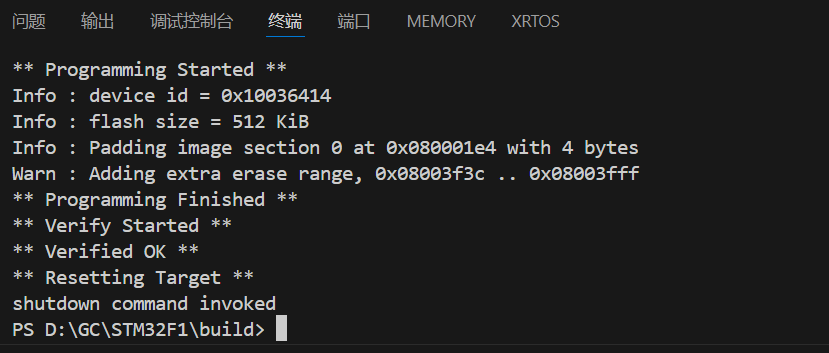 问题 输出 调试控制台 终端 端口 MEMORY XRTOS
** Programming Started **
Info : device id = 0x10036414
Info : flash size = 512 KiB
Info : Padding image section 0 at 0x080001e4 with 4 bytes
Warn : Adding extra erase range, 0x08003f3c .. 0x08003fff
** Programming Finished **
** Verify Started **
** Verified OK **
** Resetting Target **
shutdown command invoked
PS D:\GC\STM32F1\build>